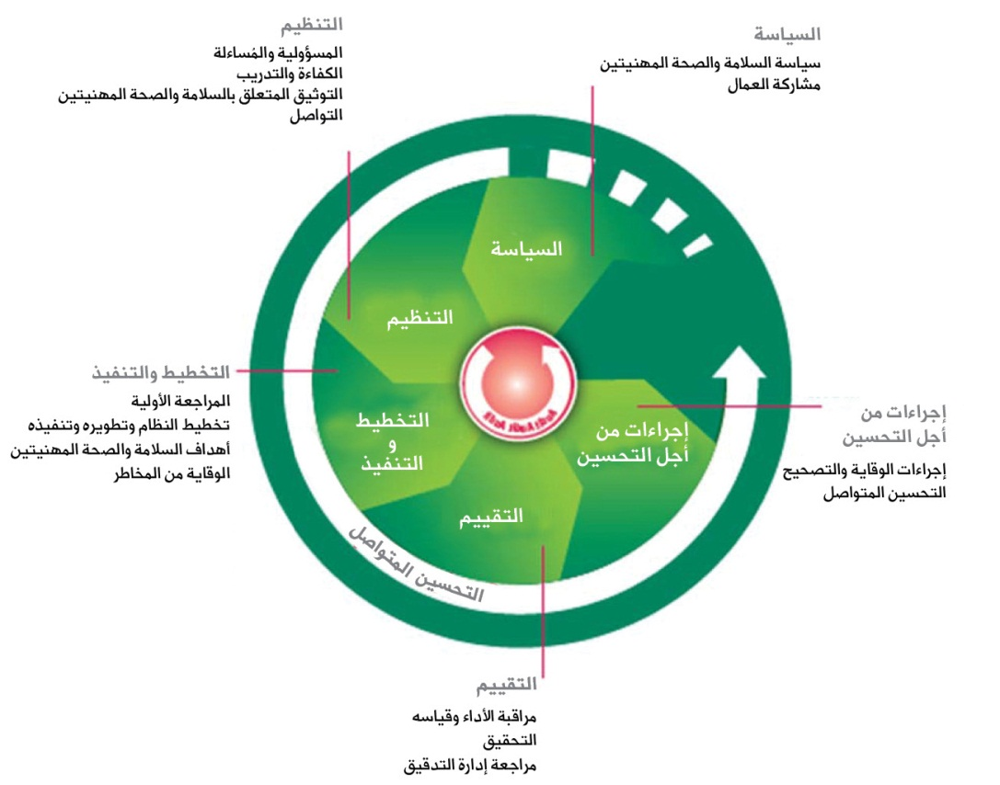 السياسة
سياسة السلامة والصحة المهنيتين
مشاركة العمال
التنظيم
المسؤولية والمُساءلة
الكفاءة والتدريب
التوثيق المتعلق بالسلامة والصحة المهنيتين
التواصل
السياسة
التنظيم
التخطيط
و
التنفيذ
التقييم
إجراءات من
أجل التحسين
التحسين المتواصل
التخطيط والتنفيذ
المراجعة الأولية
تخطيط النظام وتطويره وتنفيذه
أهداف السلامة والصحة المهنيتين
الوقاية من المخاطر
إجراءات من
أجل التحسين
إجراءات الوقاية والتصحيح
التحسين المتواصل
التقييم
مراقبة الأداء وقياسه
التحقيق
مراجعة إدارة التدقيق